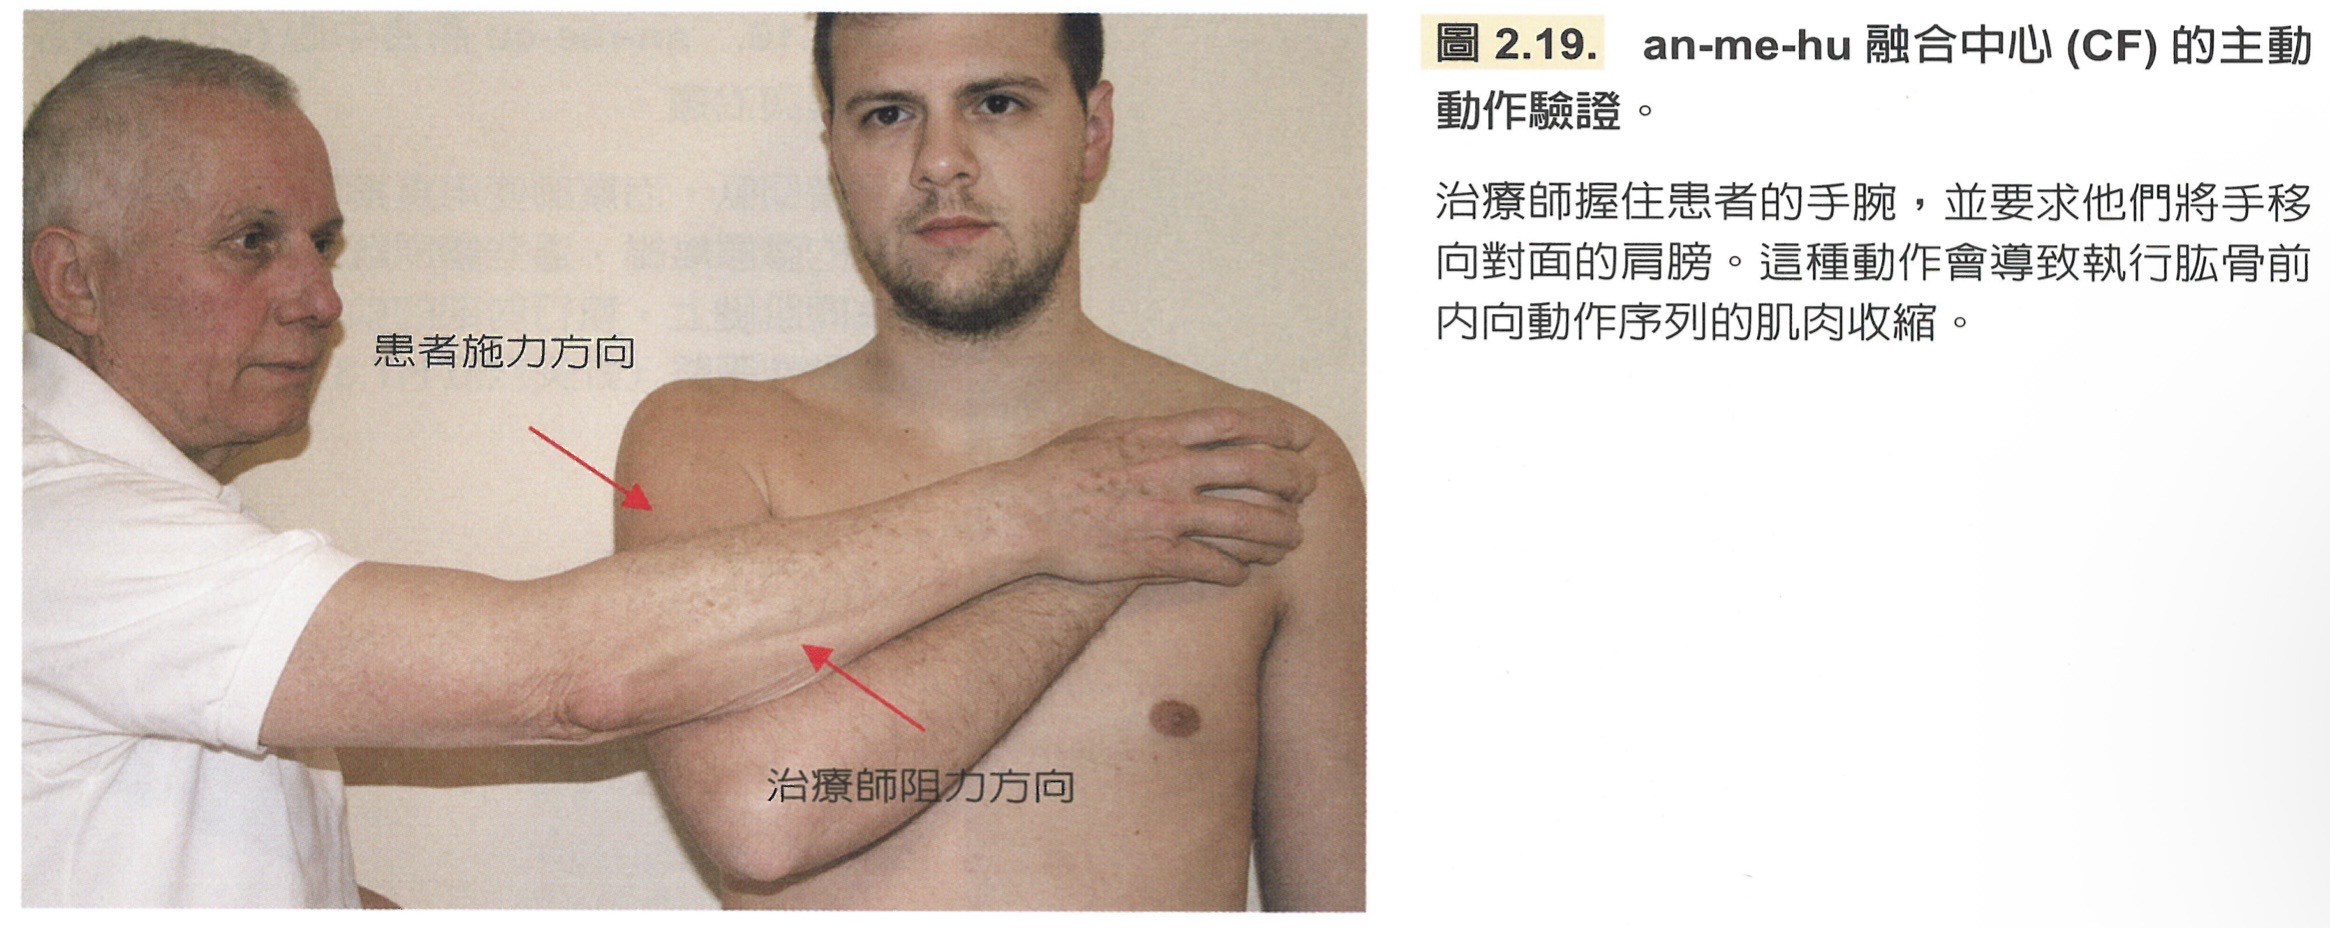 圖 2.19. an-me-hu 融合中心 (CF) 的主動
動作驗證。
治療師握住患者的手腕，並要求他們將手移
向對面的肩膀。這種動作會導致執行肱骨前
內向動作序列的肌肉收縮。
患者施力方向
治療師阻力方向